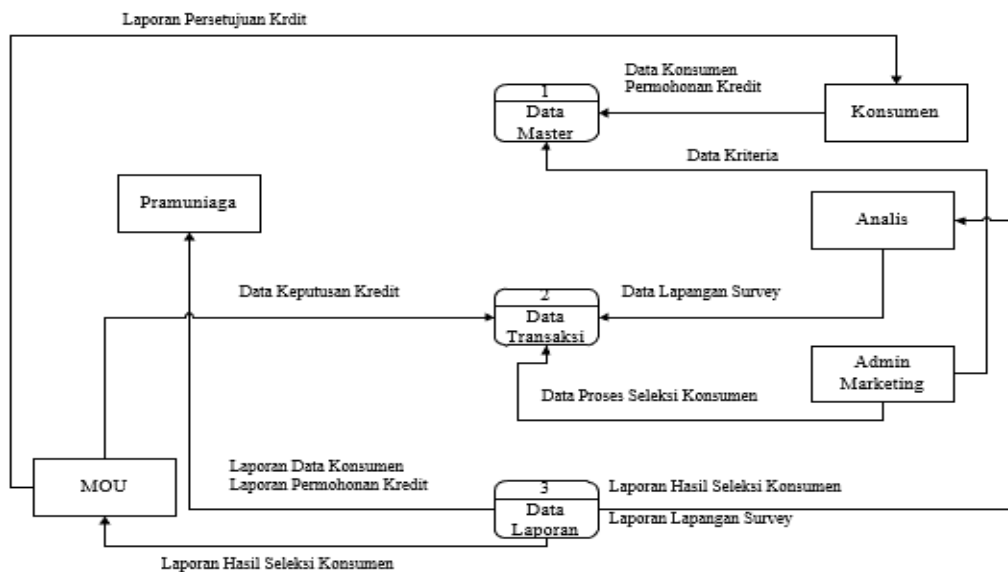 Laporan Persetujuan Krdit
Data Konsumen
Permohonan Kredit
1
Data
Master
Konsumen
Data Kriteria
Pramuniaga
Analis
Data Keputusan Kredit
2
Data
Transaksi
Data Lapangan Survey
Admin
Marketing
Data Proses Seleksi Konsumen
MOU
Laporan Data Konsumen
Laporan Permohonan Kredit
3
Data
Laporan
Laporan Hasil Seleksi Konsumen
Laporan Lapangan Survey
Laporan Hasil Seleksi Konsumen